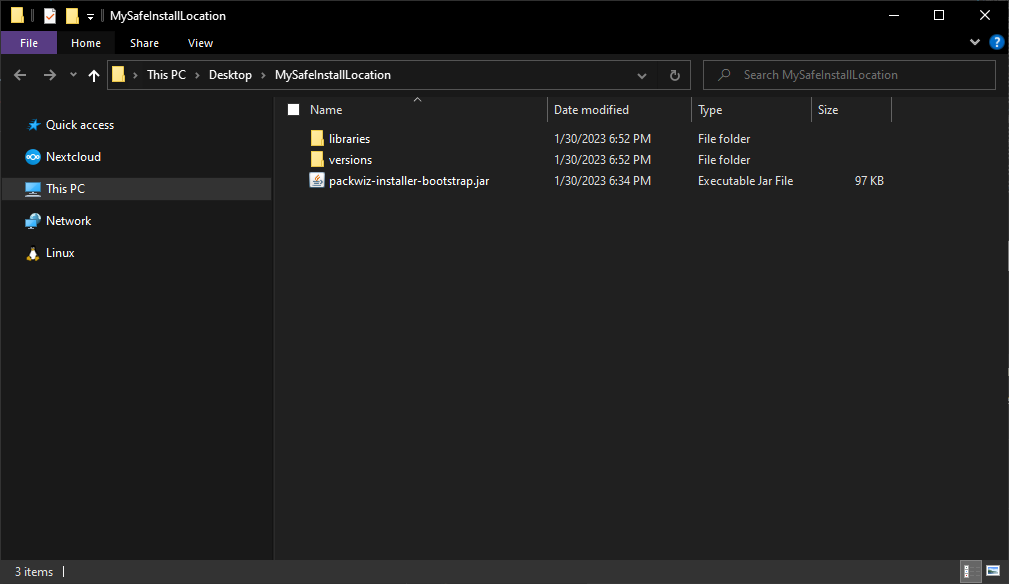 MySafeInstallLocation
File Home Share View
This PC Desktop MySafeInstallLocation Search MySafeInstallLocation
Name Date modified Type Size
Quick access
Nextcloud
This PC
Network
Linux
libraries 1/30/2023 6:52 PM File folder
versions 1/30/2023 6:52 PM File folder
packwiz-installer-bootstrap.jar 1/30/2023 6:34 PM Executable Jar File 97 KB
3 items